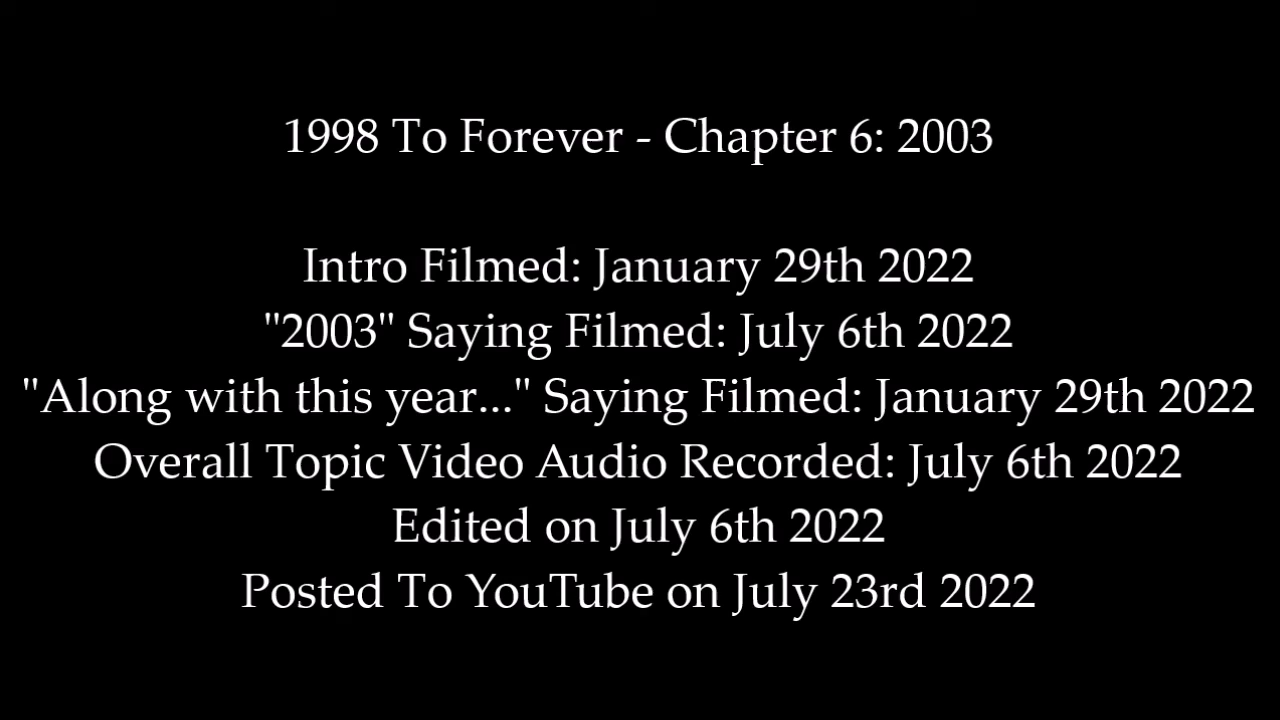 1998 To Forever - Chapter 6: 2003
Intro Filmed: January 29th 2022
"2003" Saying Filmed: July 6th 2022
"Along with this year..." Saying Filmed: January 29th 2022
Overall Topic Video Audio Recorded: July 6th 2022
Edited on July 6th 2022
Posted To YouTube on July 23rd 2022